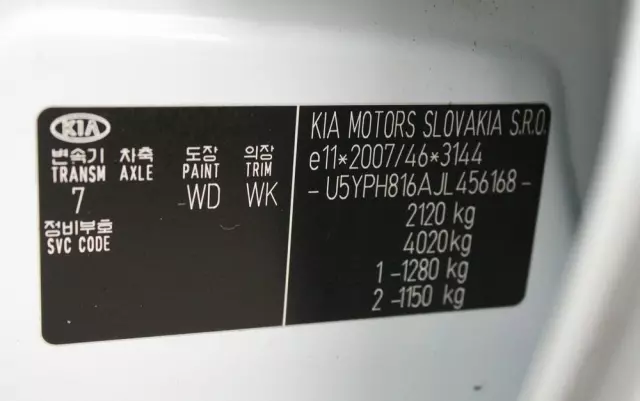 KIA
변속기 차축 도장 의장
TRANSM AXLE PAINT TRIM
7 WD WK
정비부호
SVC CODE
KIA MOTORS SLOVAKIA S.R.O.
e11*2007/46*3144
-U5YPH816AJL456168-
2120 kg
4020kg
1-1280 kg
2-1150 kg